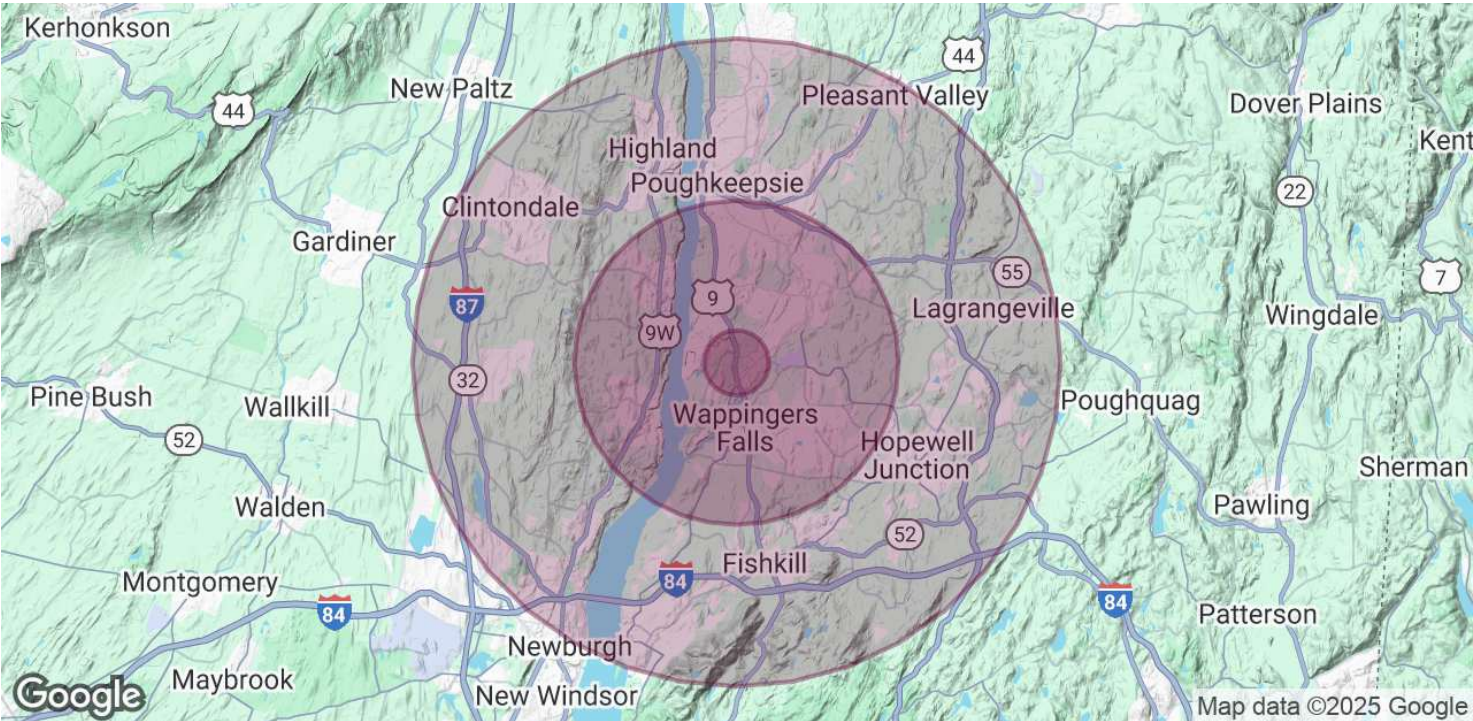 Kerhonkson
44
New Paltz
44
Pleasant Valley
Dover Plains
Kent
Highland
Poughkeepsie
22
Clintondale
Gardiner
55
7
87
9
9W
Lagrangeville
Wingdale
32
Pine Bush
Wallkill
Poughquag
52
Wappingers
Falls
Hopewell
Junction
Sherman
Walden
Pawling
52
Fishkill
Montgomery
84
84
84
Patterson
Newburgh
Maybrook
New Windsor
Google
Map data ©2025 Google